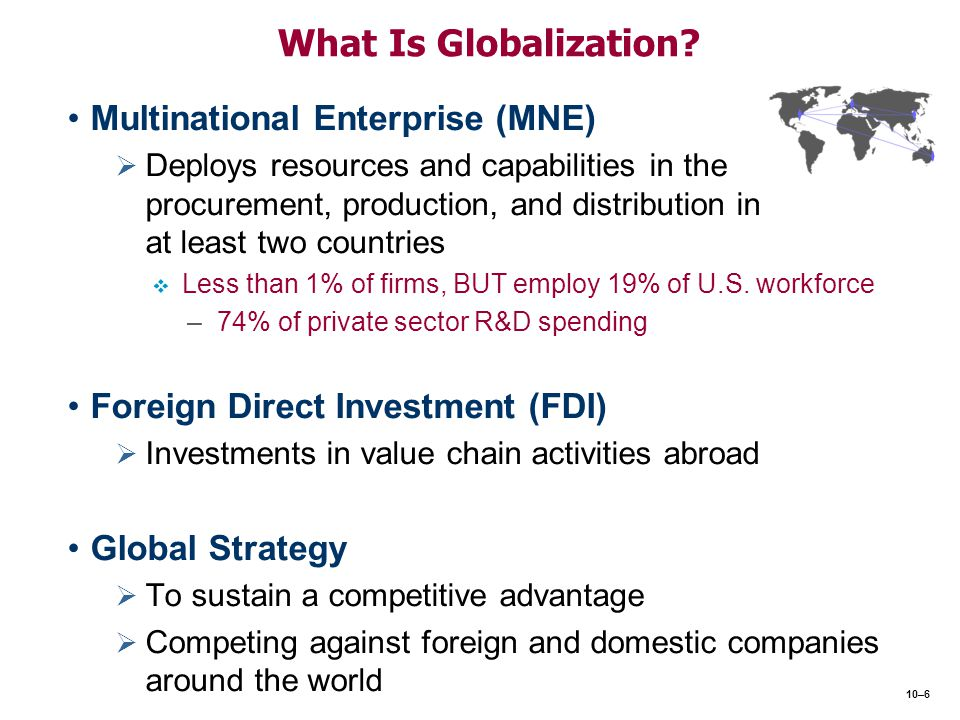 What Is Globalization?
• Multinational Enterprise (MNE)
➢ Deploys resources and capabilities in the
procurement, production, and distribution in
at least two countries
❖ Less than 1% of firms, BUT employ 19% of U.S. workforce
– 74% of private sector R&D spending
• Foreign Direct Investment (FDI)
➢ Investments in value chain activities abroad
• Global Strategy
➢ To sustain a competitive advantage
➢ Competing against foreign and domestic companies
around the world
10–6